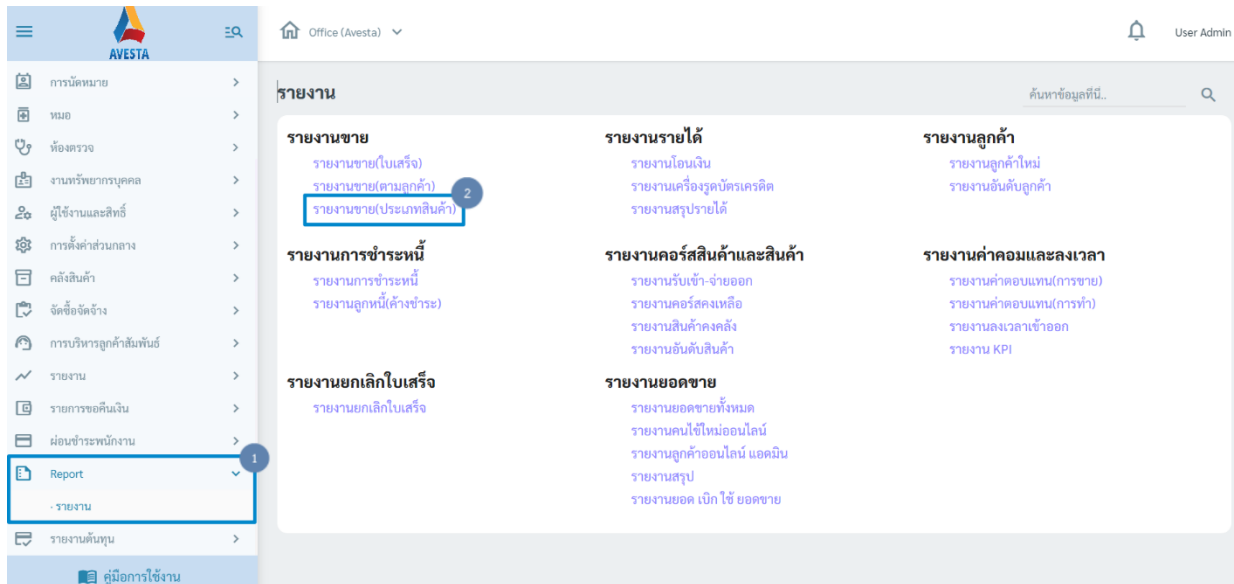 AVESTA
Office (Avesta)
User Admin
การนัดหมาย
หมอ
ห้องตรวจ
งานทรัพยากรบุคคล
ผู้ใช้งานและสิทธิ์
การตั้งค่าส่วนกลาง
คลังสินค้า
จัดซื้อจัดจ้าง
การบริหารลูกค้าสัมพันธ์
รายงาน
รายการขอคืนเงิน
ผ่อนชำระพนักงาน
1
Report
- รายงาน
รายงานต้นทุน
คู่มือการใช้งาน
รายงาน
ค้นหาข้อมูลที่นี่..
รายงานขาย
รายงานขาย(ใบเสร็จ)
รายงานขาย(ตามลูกค้า)
2
รายงานขาย(ประเภทสินค้า)
รายงานรายได้
รายงานโอนเงิน
รายงานเครื่องรูดบัตรเครดิต
รายงานสรุปรายได้
รายงานลูกค้า
รายงานลูกค้าใหม่
รายงานอันดับลูกค้า
รายงานการชำระหนี้
รายงานการชำระหนี้
รายงานลูกหนี้(ค้างชำระ)
รายงานคอร์สสินค้าและสินค้า
รายงานรับเข้า-จ่ายออก
รายงานคอร์สคงเหลือ
รายงานสินค้าคงคลัง
รายงานอันดับสินค้า
รายงานค่าคอมและลงเวลา
รายงานค่าตอบแทน(การขาย)
รายงานค่าตอบแทน(การทำ)
รายงานลงเวลาเข้าออก
รายงาน KPI
รายงานยกเลิกใบเสร็จ
รายงานยกเลิกใบเสร็จ
รายงานยอดขาย
รายงานยอดขายทั้งหมด
รายงานคนไข้ใหม่ออนไลน์
รายงานลูกค้าออนไลน์ แอดมิน
รายงานสรุป
รายงานยอด เบิก ใช้ ยอดขาย